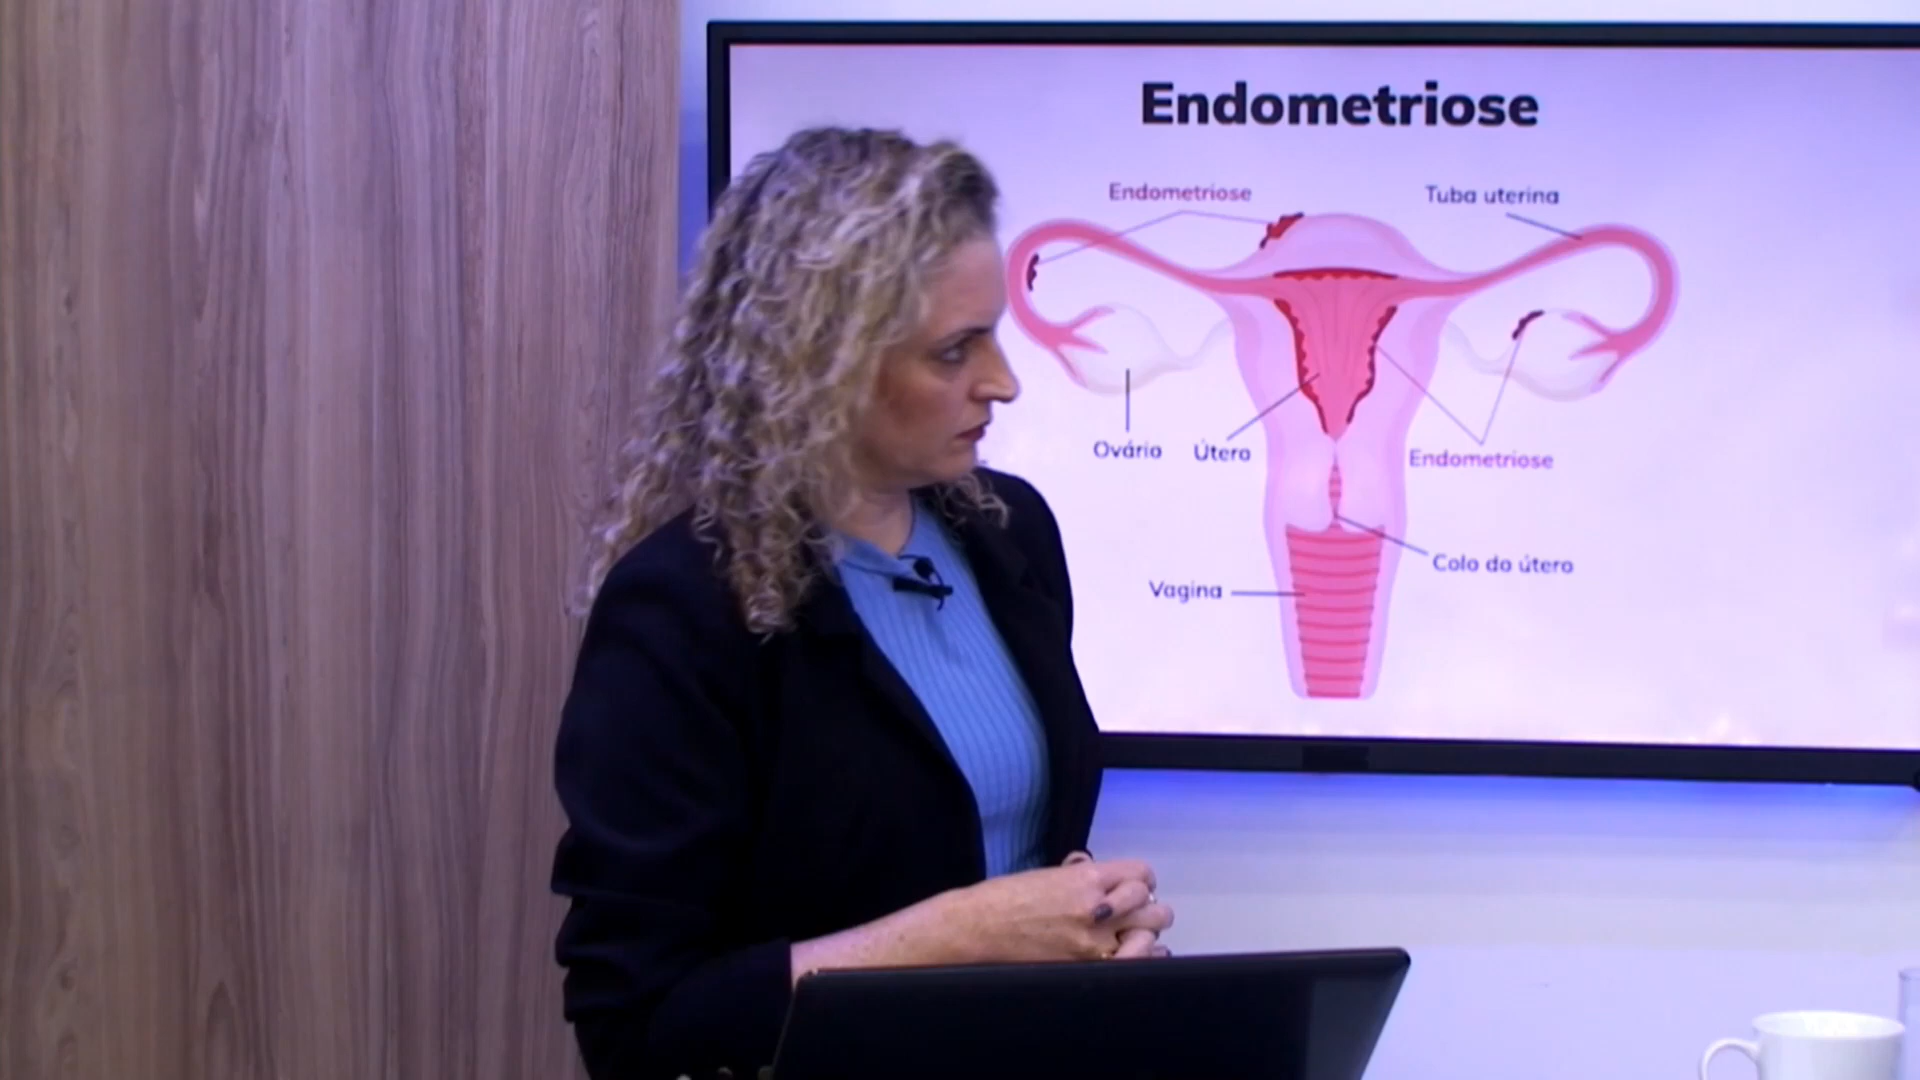 Endometriose
Endometriose
Tuba uterina
Ovário
Útero
Endometriose
Colo do útero
Vagina